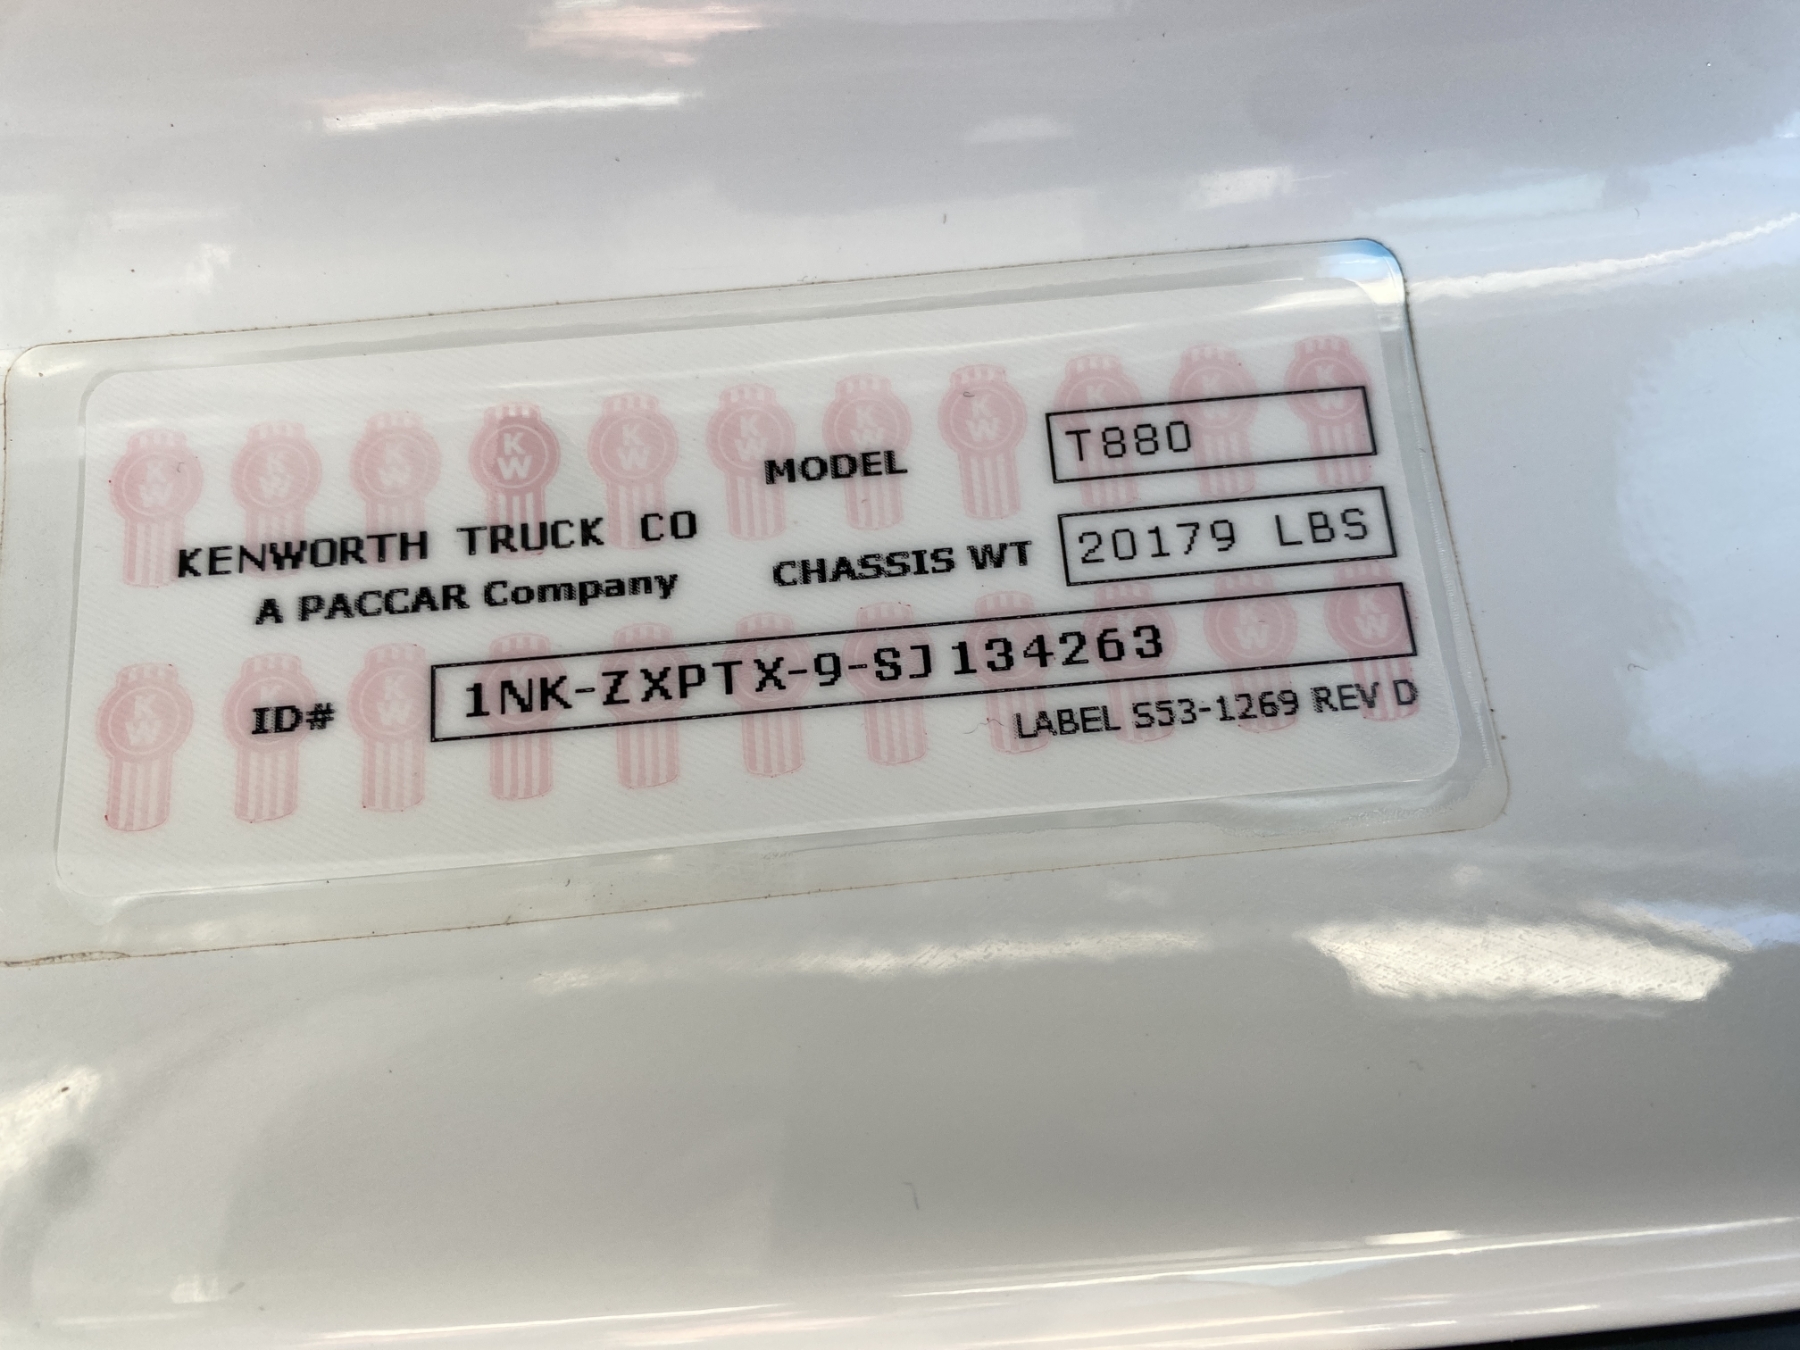 MODEL T880
KENWORTH TRUCK CO
CHASSIS WT 20179 LBS
A PACCAR Company
ID# 1NK-ZXPTX-9-SJ134263
LABEL S53-1269 REV D
KW